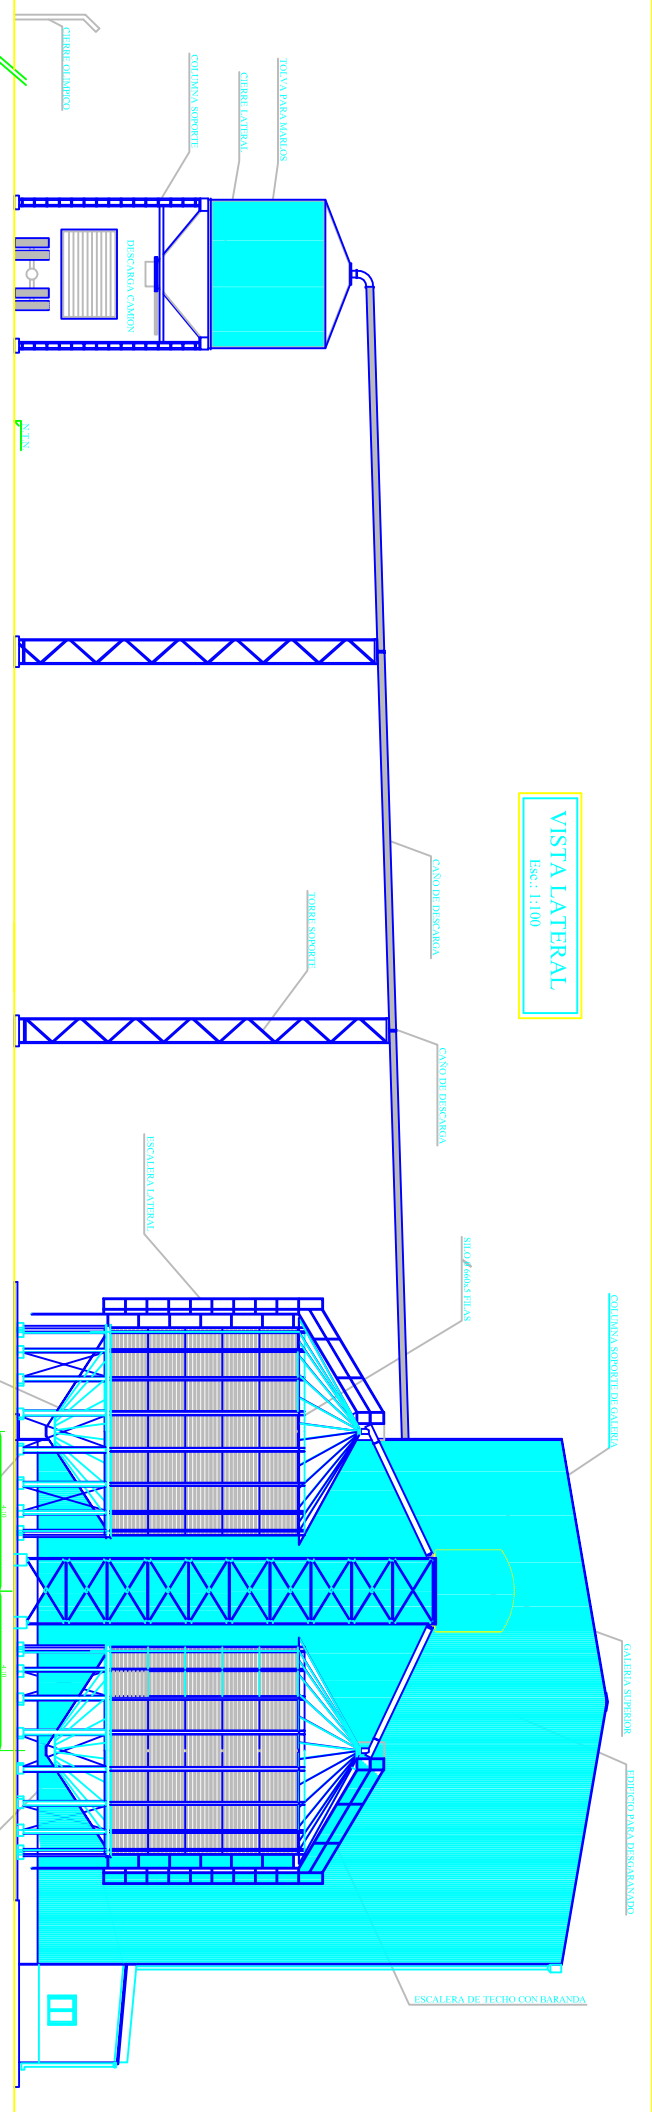 CIERRE OLIMPICO
COLUMNA SOPORTE
CIERRE LATERAL
TOLVA PARA MARLOS
DESCARGA CAMION
N.T.N
VISTA LATERAL
Esc.: 1:100
CAÑO DE DESCARGA
TORRE SOPORTE
CAÑO DE DESCARGA
ESCALERA LATERAL
COLUMNA SOPORTE DE GALERIA
GALERIA SUPERIOR
EDIFICIO PARA DESGRANADO
ESCALERA DE TECHO CON BARANDA